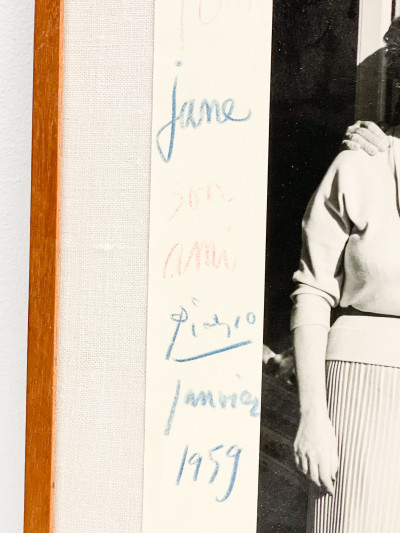 jane
son
ami
Picasso
janvier
1959